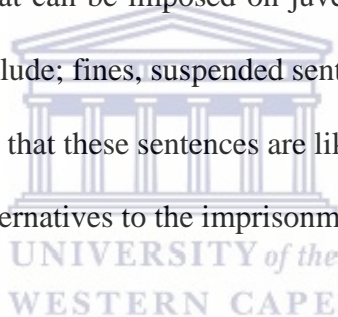 at can be imposed on juve
lude; fines, suspended sent
that these sentences are lik
ernatives to the imprisonm
UNIVERSITY of the
WESTERN CAPE